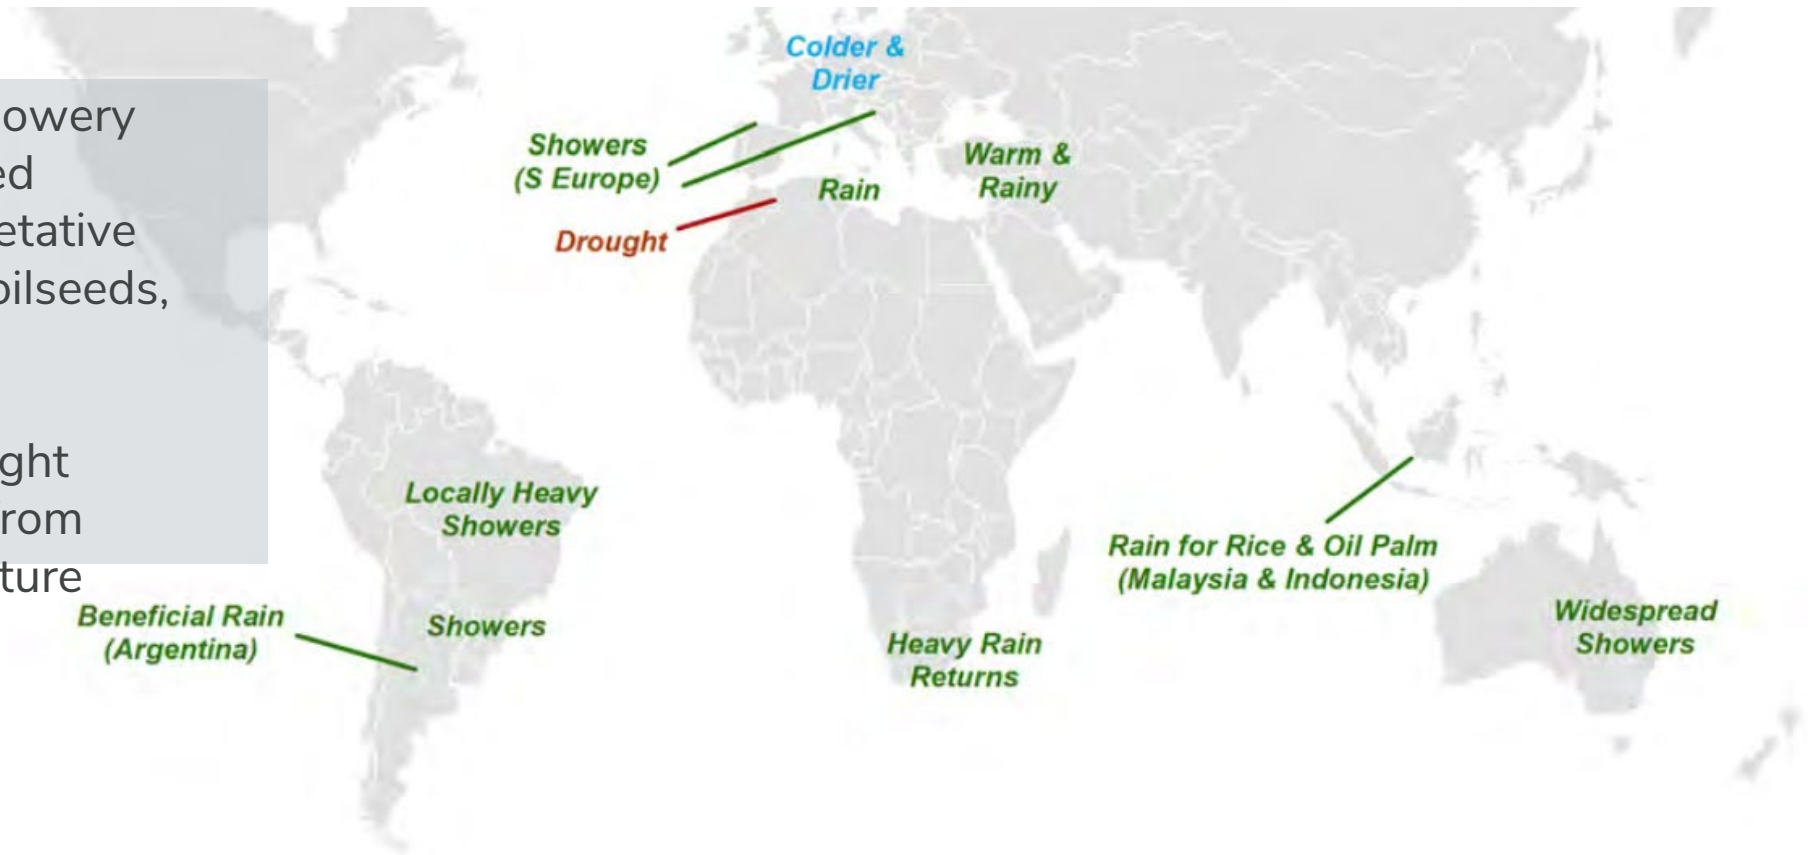 owery
ed
etative
oilseeds,
ght
rom
ture
Colder &
Drier
Showers
(S Europe)
Warm &
Rainy
Rain
Drought
Locally Heavy
Showers
Rain for Rice & Oil Palm
(Malaysia & Indonesia)
Beneficial Rain
(Argentina)
Showers
Heavy Rain
Returns
Widespread
Showers